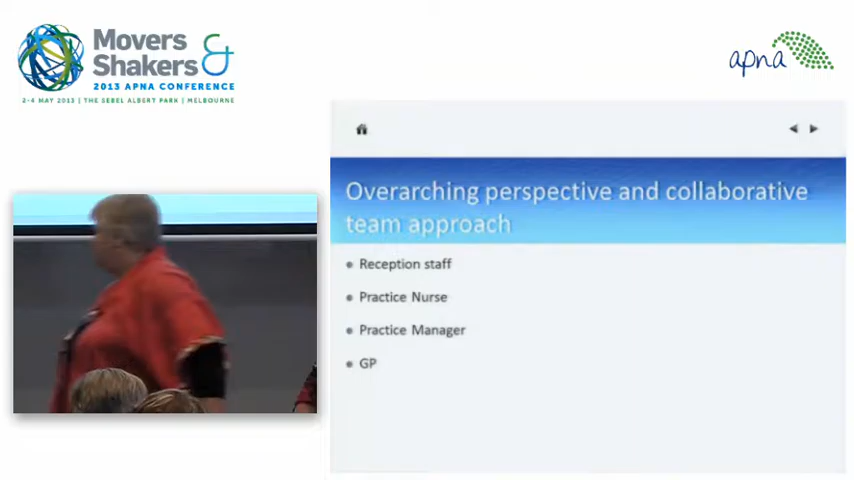 Movers
Shakers &
2013 APNA CONFERENCE
2-4 MAY 2013 | THE SEBEL ALBERT PARK | MELBOURNE
apna
Overarching perspective and collaborative
team approach
Reception staff
Practice Nurse
Practice Manager
GP